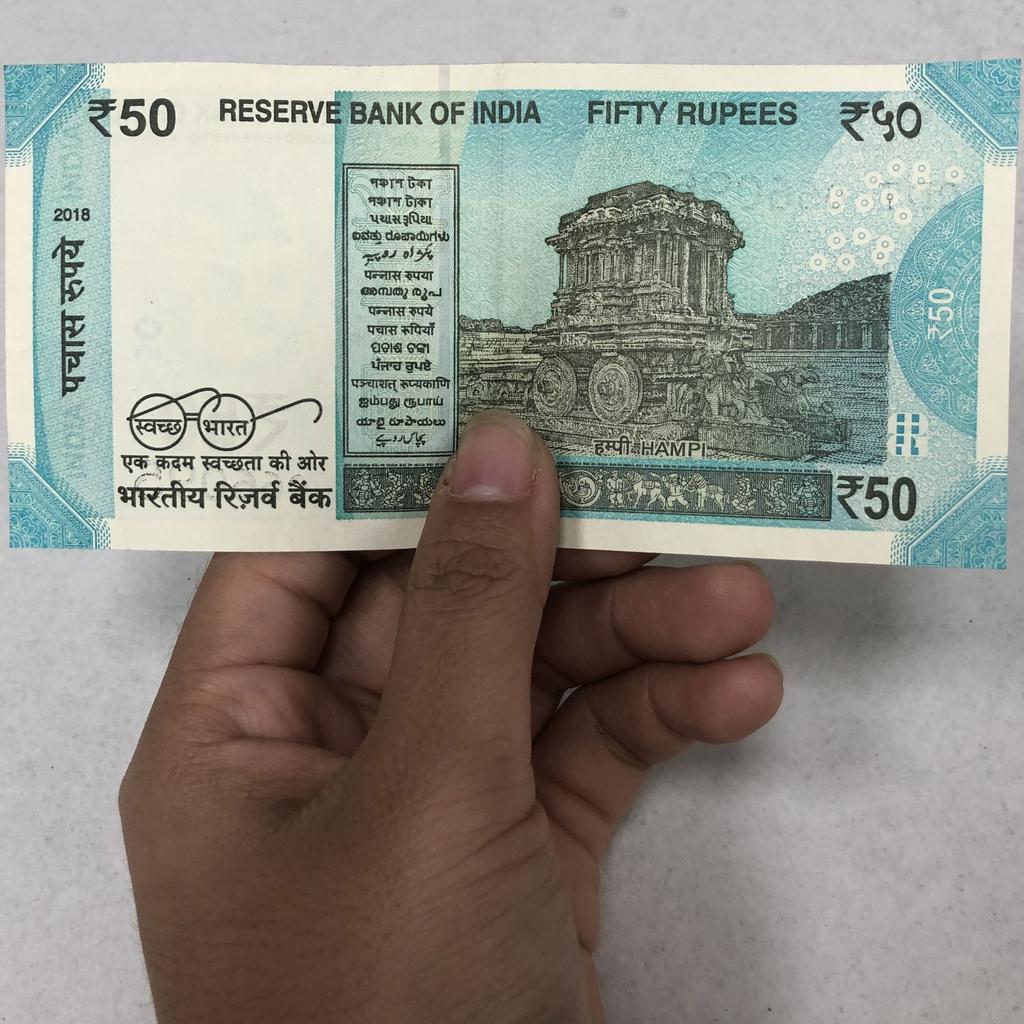 ₹50 RESERVE BANK OF INDIA FIFTY RUPEES ₹५०
2018
पचास रुपये
পঞ্চাশ টকা
পঞ্চাশ টাকা
પચાસ રૂપિયા
ಐವತ್ತು ರೂಪಾಯಿಗಳು
पन्नास रुपया
അമ്പതു രൂപ
पन्नास रुपये
पचास रुपियाँ
ପଚାଶ ଟଙ୍କା
ਪੰਜਾਹ ਰੁਪਏ
पञ्चाशत् रूप्यकाणि
ஐம்பது ரூபாய்
యాభై రూపాయలు
پچاس روپے
₹50
स्वच्छ भारत
एक कदम स्वच्छता की ओर
भारतीय रिज़र्व बैंक
हम्पी HAMPI
₹50